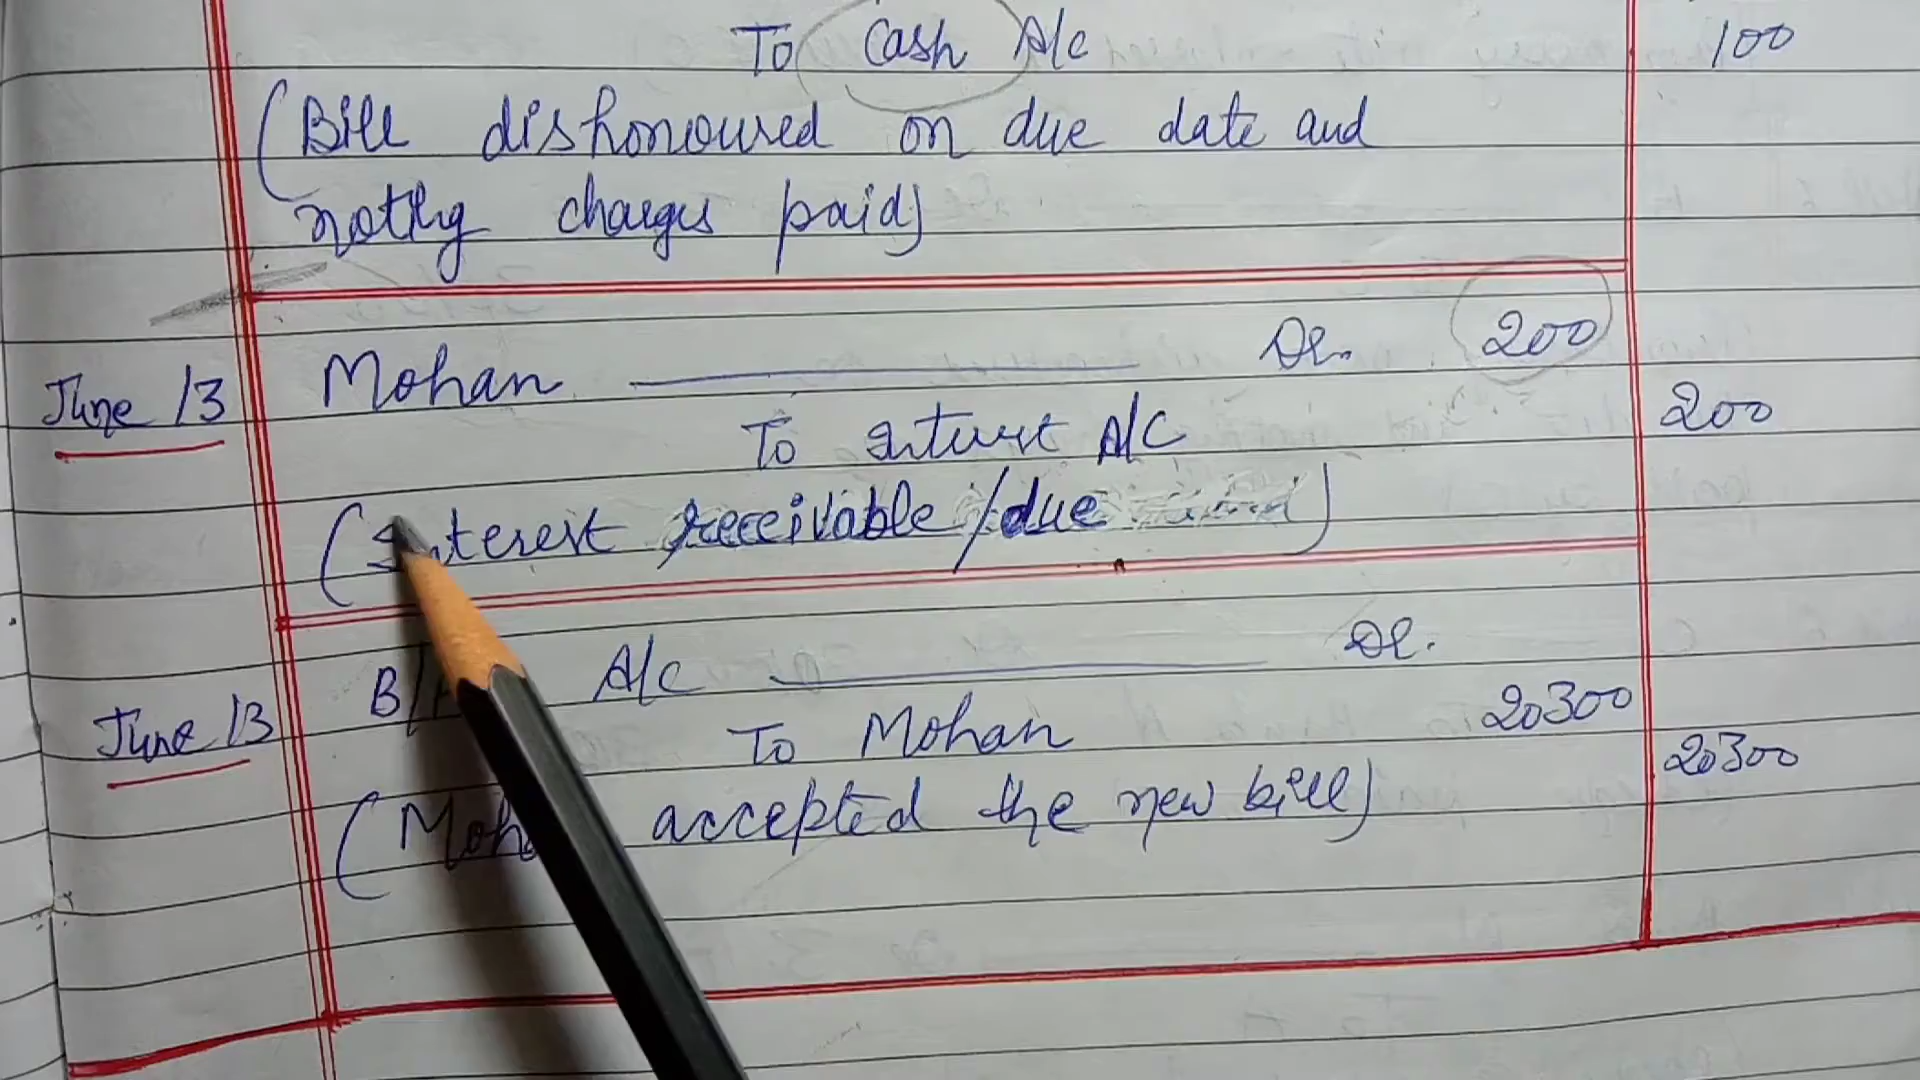 To Cash A/c 100
(Bill dishonoured on due date and
noting charges paid)
June 13 Mohan Dr. 200
To Interest A/C 200
(Interest receivable/due)
June 13 B/ A/c Dr. 20300
To Mohan 20300
( accepted the new bill)